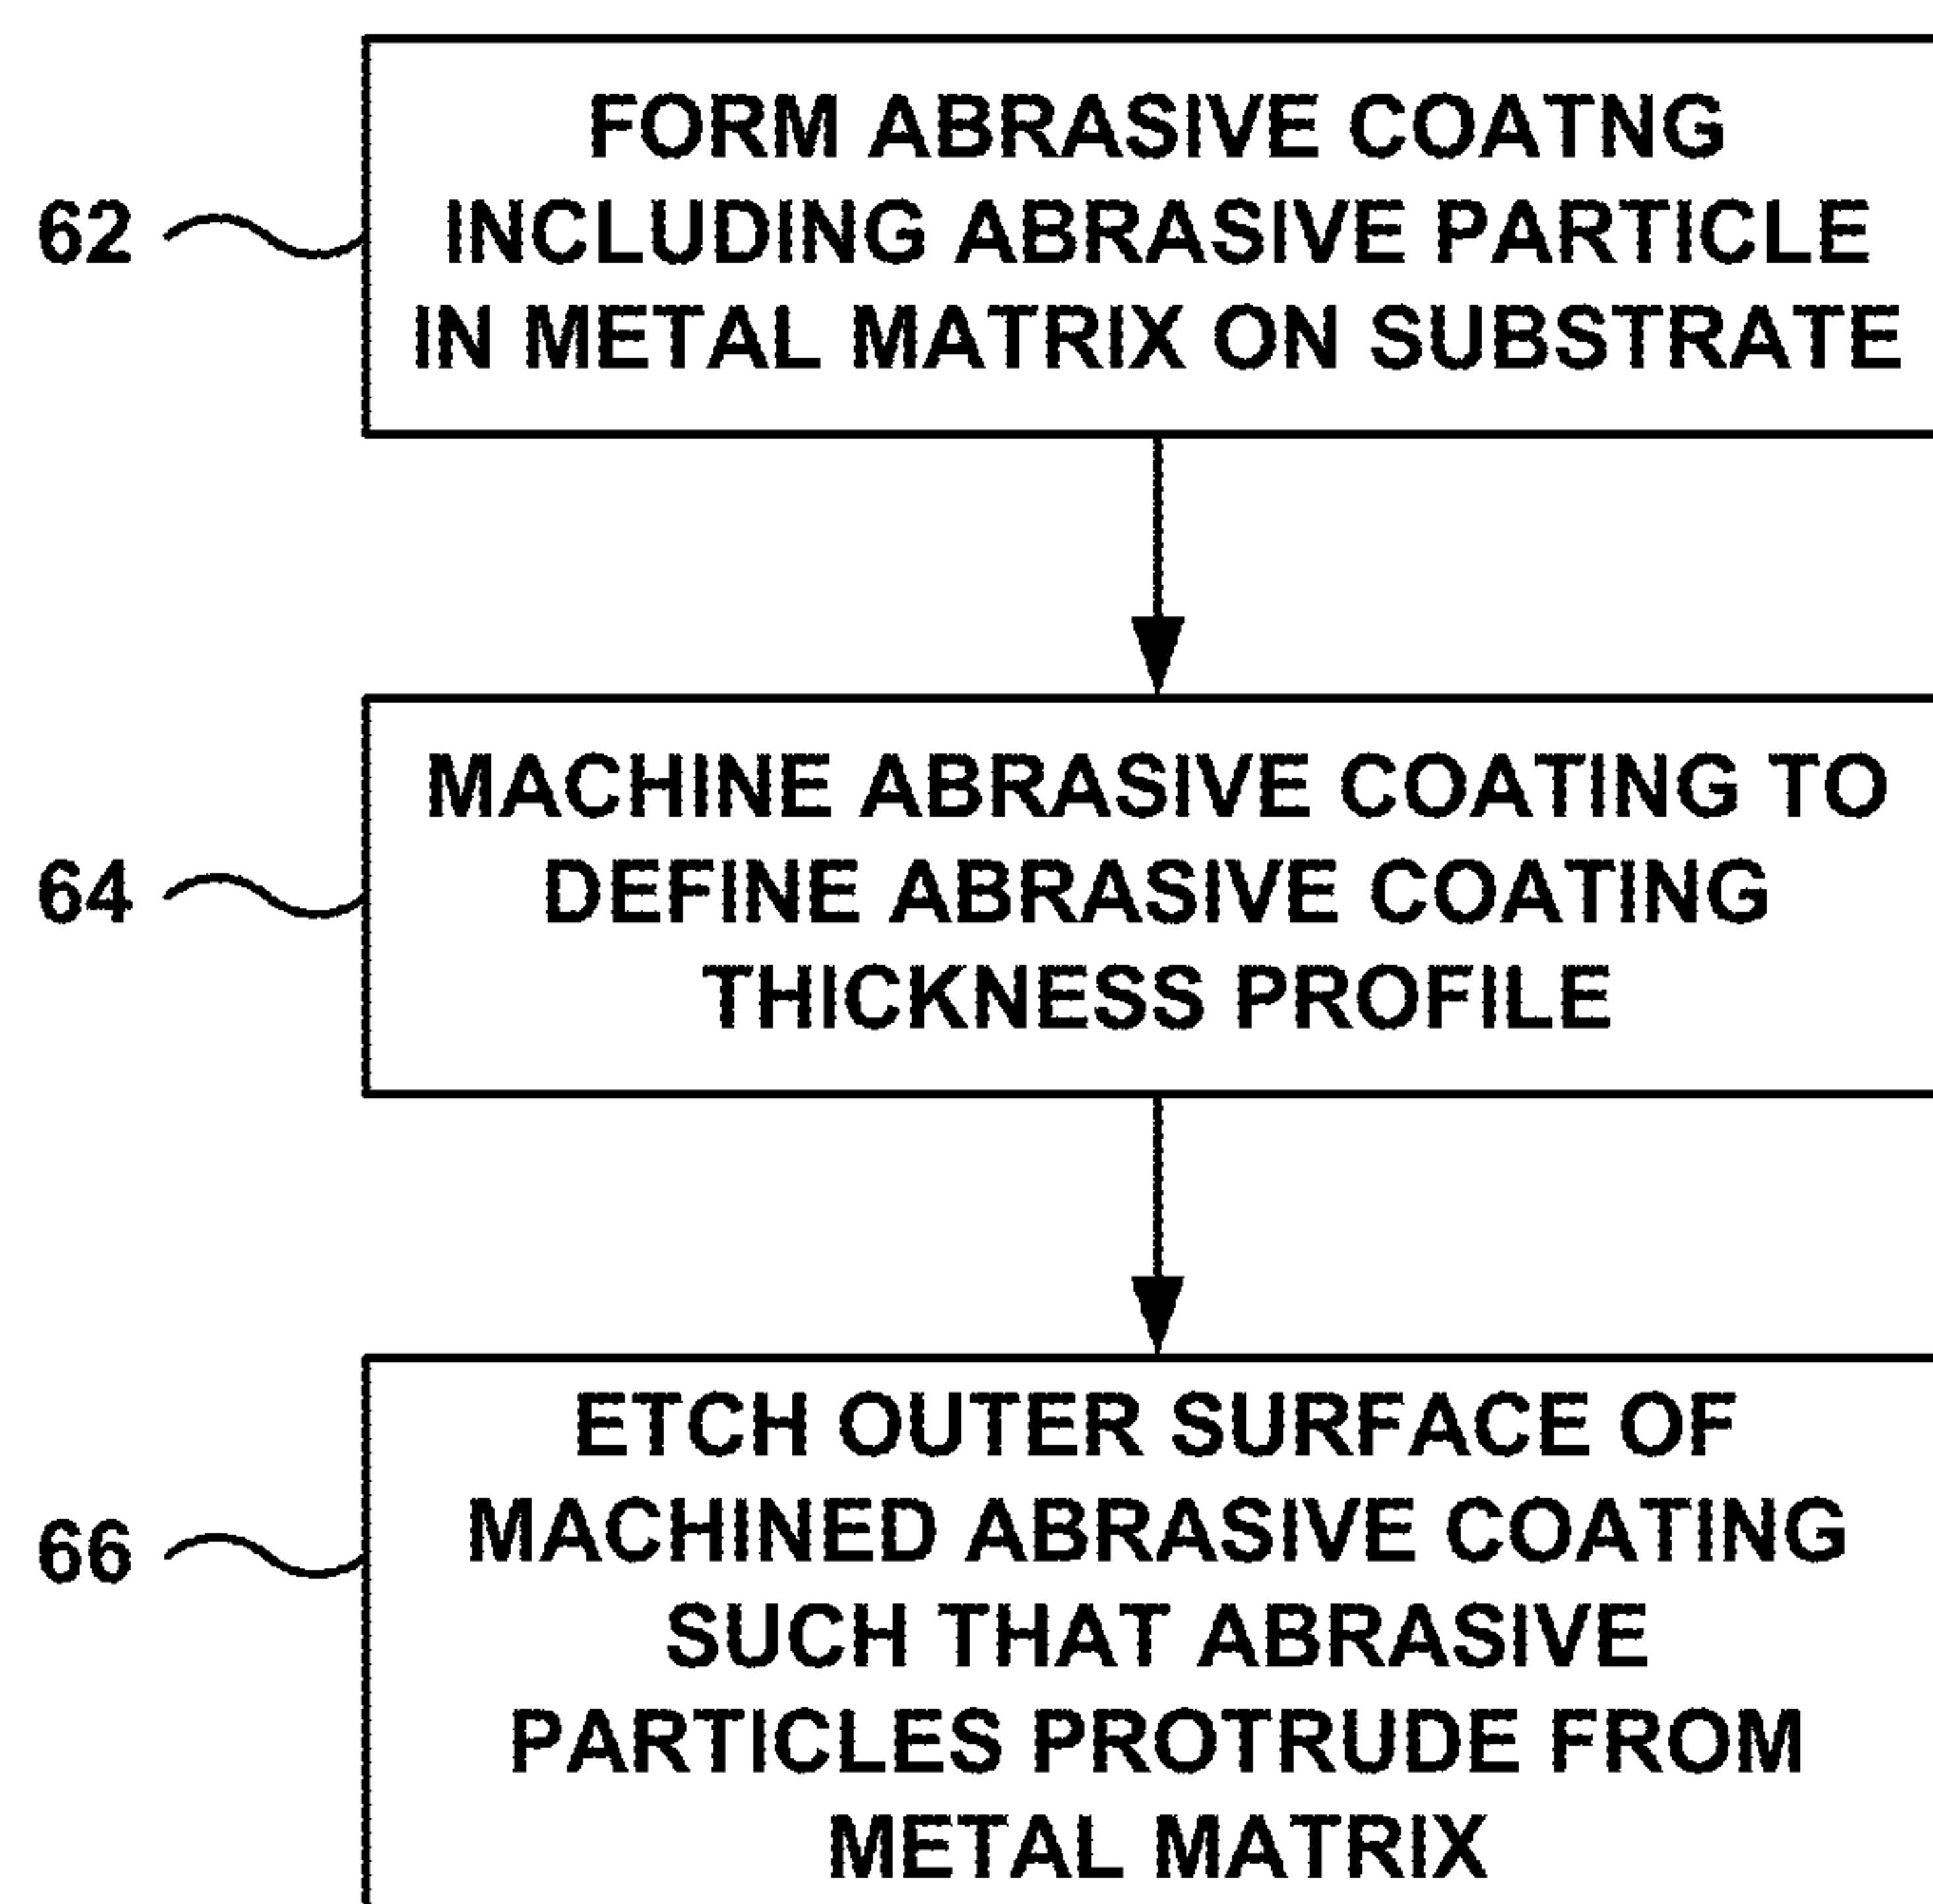 FORM ABRASIVE COATNG
62
INCLUDING ABRASIVE PARTICLE
IN METAL MATRIX ON SUBSTRATE
MACHINE ABRASIVE COATING TO
64
DEFINE ABRASIVE COATING
THICKNESS PROFILE
ETCH OUTER SURFACE OF
66
MACHINED ABRASIVE COATING
SUCH THAT ABRASIVE
PARTICLES PROTRUDE FROM
METAL MATRIX